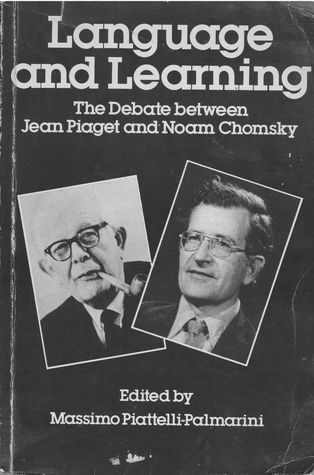 Language
and Learning
The Debate between
Jean Piaget and Noam Chomsky
Edited by
Massimo Piattelli-Palmarini